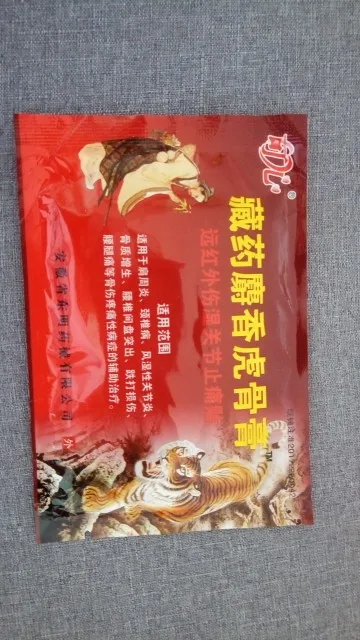 藏药麝香虎骨膏™
远红外伤湿关节止痛
适用范围
适用于肩周炎、颈椎病、风湿性关节炎、
骨质增生、腰椎间盘突出、跌打损伤、
腰腿痛等骨伤疼痛性病症的辅助治疗。
外